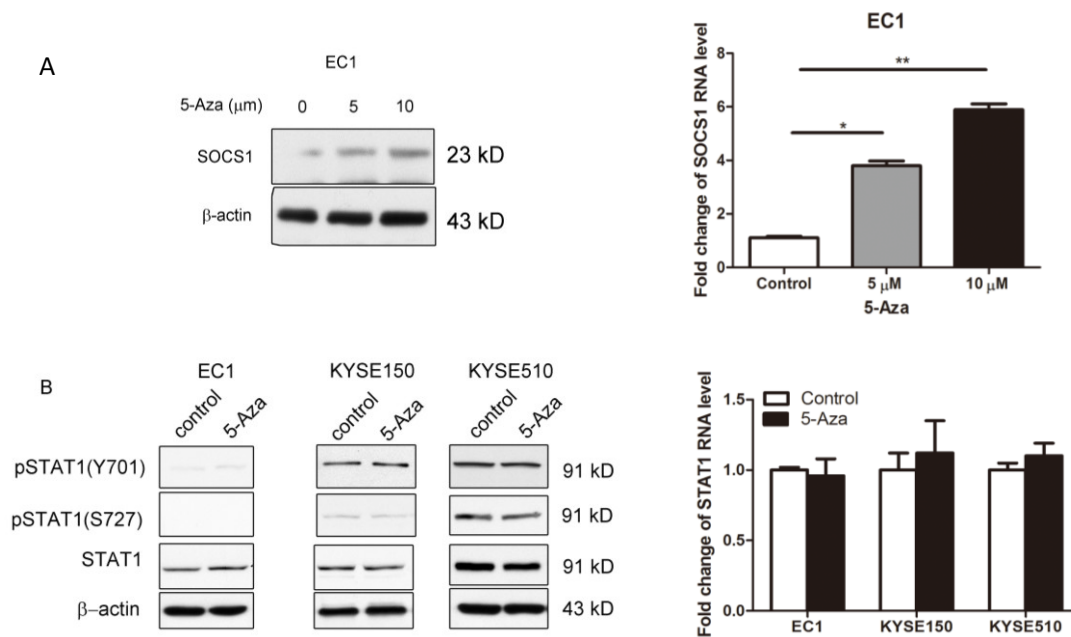 A
EC1
5-Aza (μm) 0 5 10
SOCS1 23 kD
β-actin 43 kD
EC1
Fold change of SOCS1 RNA level
8
6
4
2
0
**
*
Control 5 μM 10 μM
5-Aza
B
EC1 KYSE150 KYSE510
control 5-Aza control 5-Aza control 5-Aza
pSTAT1(Y701) 91 kD
pSTAT1(S727) 91 kD
STAT1 91 kD
β–actin 43 kD
Fold change of STAT1 RNA level
1.5
1.0
0.5
0.0
Control
5-Aza
EC1 KYSE150 KYSE510